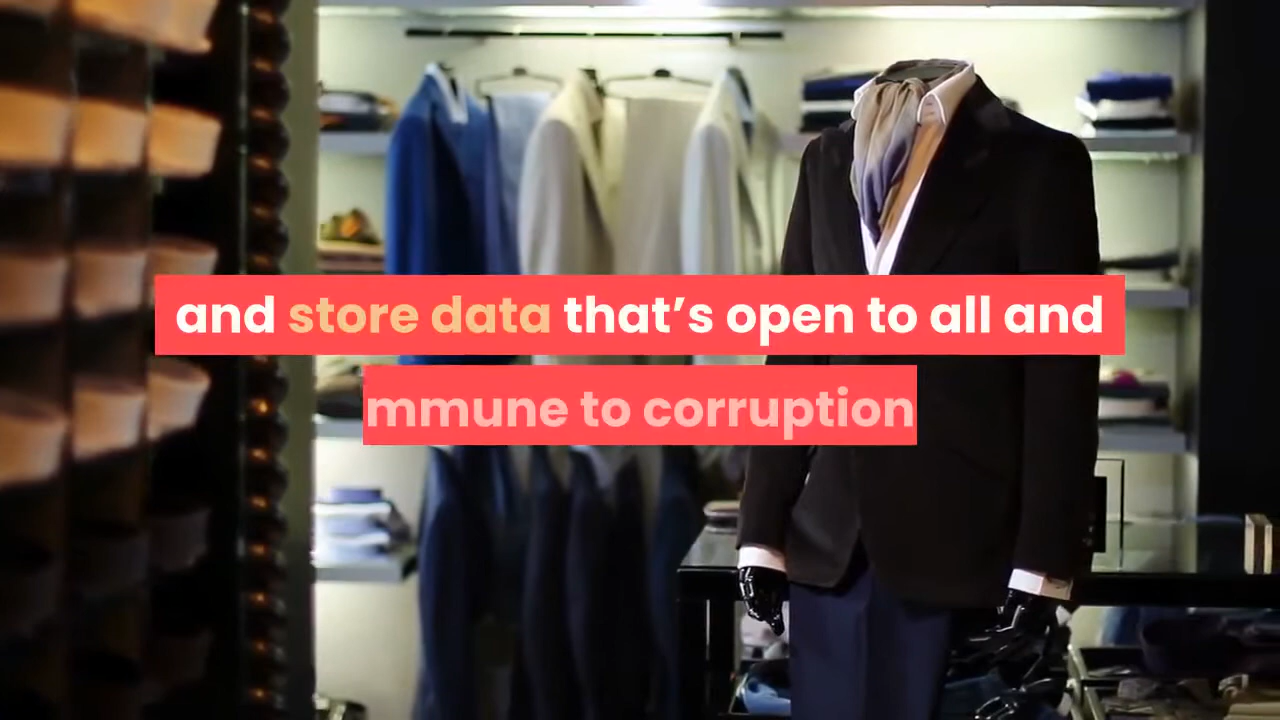 and store data that’s open to all and
mmune to corruption